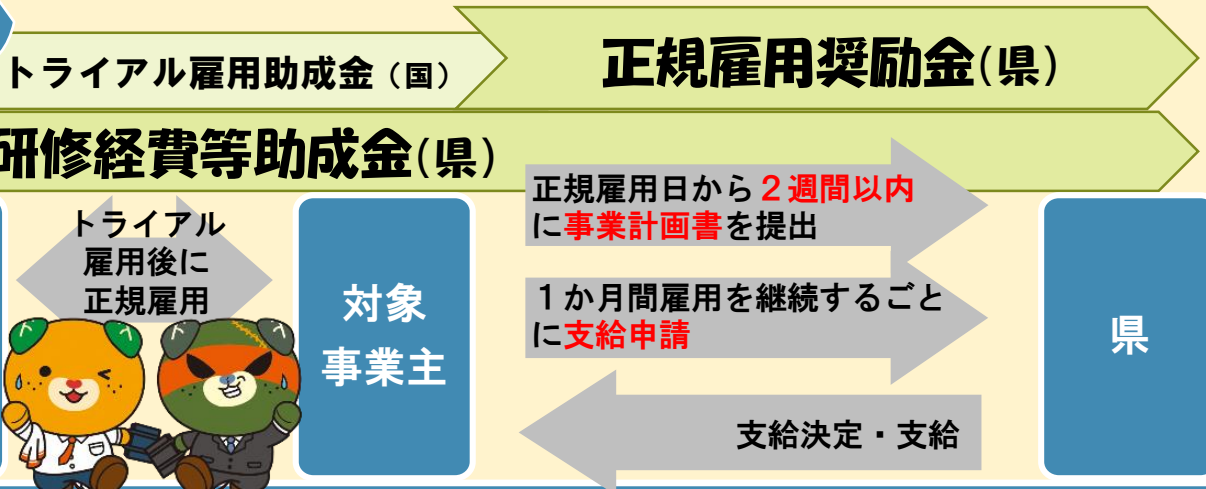 トライアル雇用助成金（国）
正規雇用奨励金(県)
研修経費等助成金(県)
トライアル
雇用後に
正規雇用
対象
事業主
正規雇用日から２週間以内
に事業計画書を提出
１か月間雇用を継続するごと
に支給申請
支給決定・支給
県